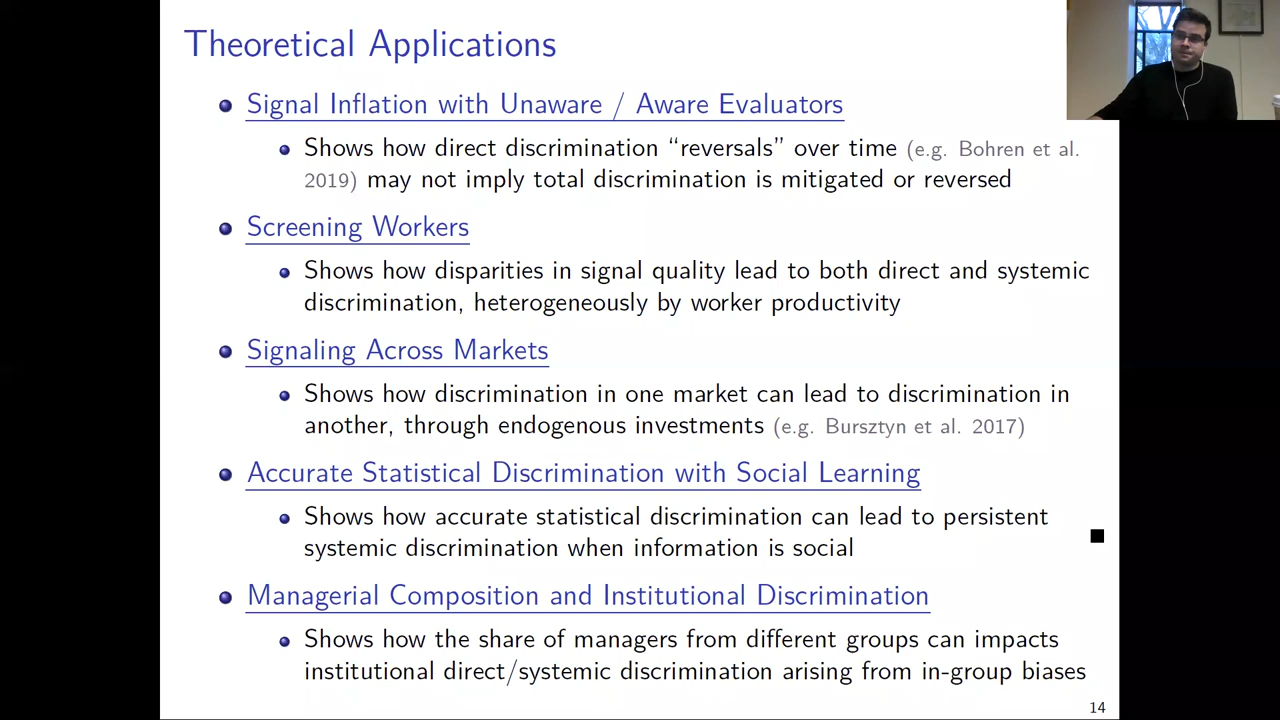 Theoretical Applications
Signal Inflation with Unaware / Aware Evaluators
Shows how direct discrimination “reversals” over time (e.g. Bohren et al.
2019) may not imply total discrimination is mitigated or reversed
Screening Workers
Shows how disparities in signal quality lead to both direct and systemic
discrimination, heterogeneously by worker productivity
Signaling Across Markets
Shows how discrimination in one market can lead to discrimination in
another, through endogenous investments (e.g. Bursztyn et al. 2017)
Accurate Statistical Discrimination with Social Learning
Shows how accurate statistical discrimination can lead to persistent
systemic discrimination when information is social
Managerial Composition and Institutional Discrimination
Shows how the share of managers from different groups can impacts
institutional direct/systemic discrimination arising from in-group biases
14